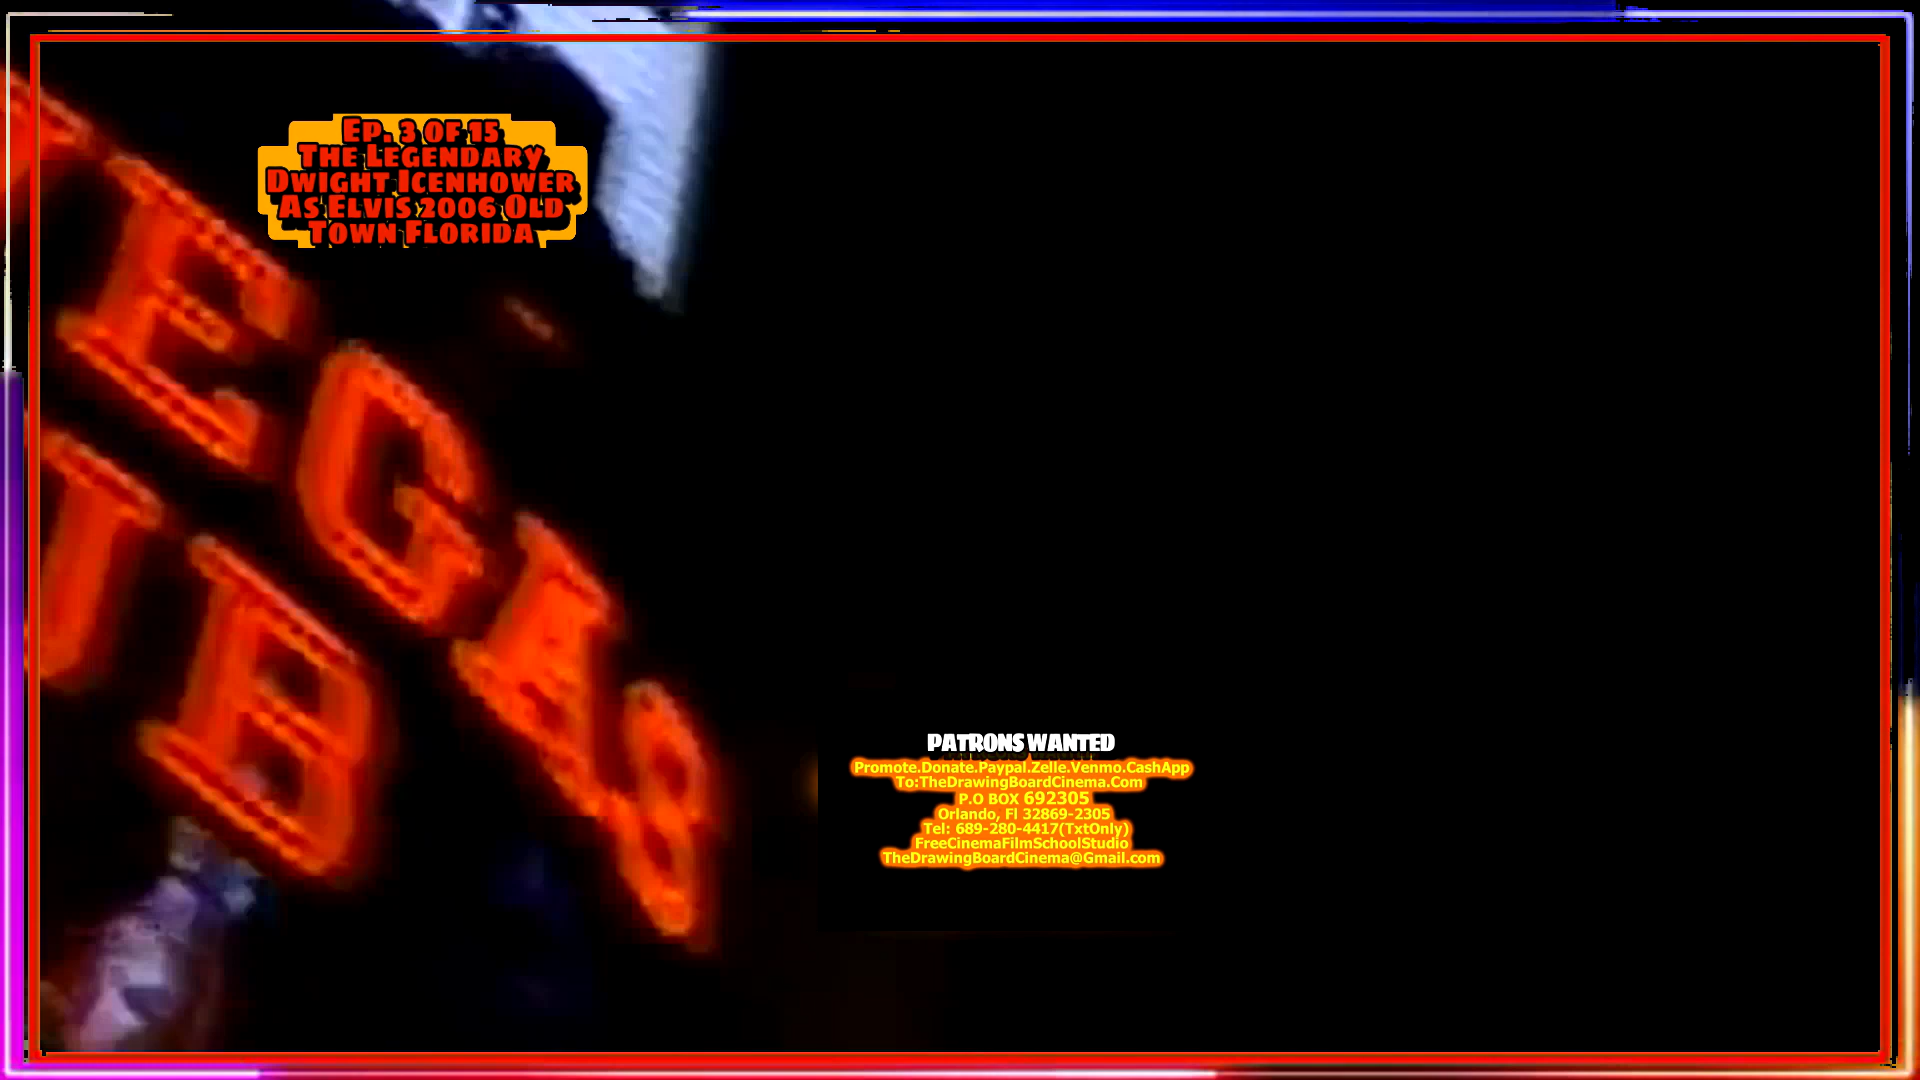 Ep. 3 of 15
The Legendary
Dwight Icenhower
As Elvis 2006 Old
Town Florida
EGA
UB
PATRONS WANTED
Promote.Donate.Paypal.Zelle.Venmo.CashApp
To:TheDrawingBoardCinema.Com
P.O BOX 692305
Orlando, Fl 32869-2305
Tel: 689-280-4417(TxtOnly)
FreeCinemaFilmSchoolStudio
TheDrawingBoardCinema@Gmail.com